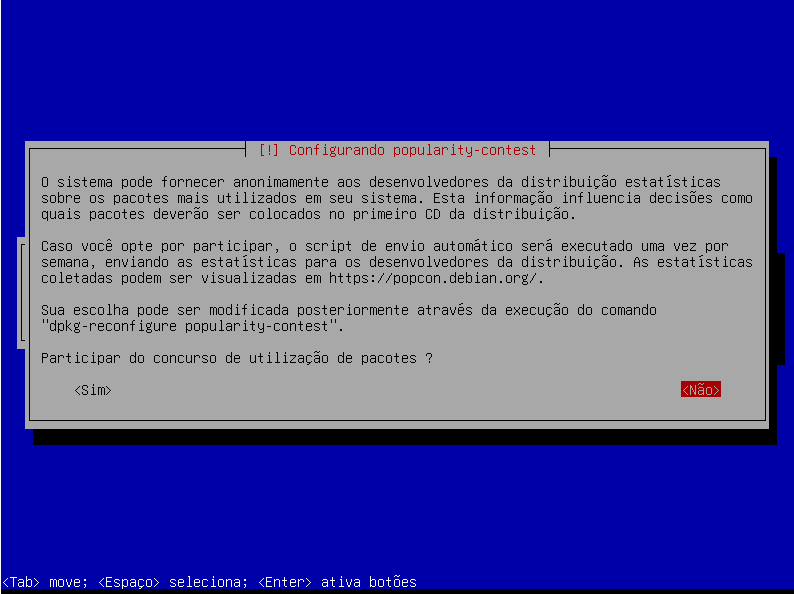 [!] Configurando popularity-contest
O sistema pode fornecer anonimamente aos desenvolvedores da distribuição estatísticas
sobre os pacotes mais utilizados em seu sistema. Esta informação influencia decisões como
quais pacotes deverão ser colocados no primeiro CD da distribuição.
Caso você opte por participar, o script de envio automático será executado uma vez por
semana, enviando as estatísticas para os desenvolvedores da distribuição. As estatísticas
coletadas podem ser visualizadas em https://popcon.debian.org/.
Sua escolha pode ser modificada posteriormente através da execução do comando
"dpkg-reconfigure popularity-contest".
Participar do concurso de utilização de pacotes ?
<Sim> <Não>
<Tab> move; <Espaço> seleciona; <Enter> ativa botões